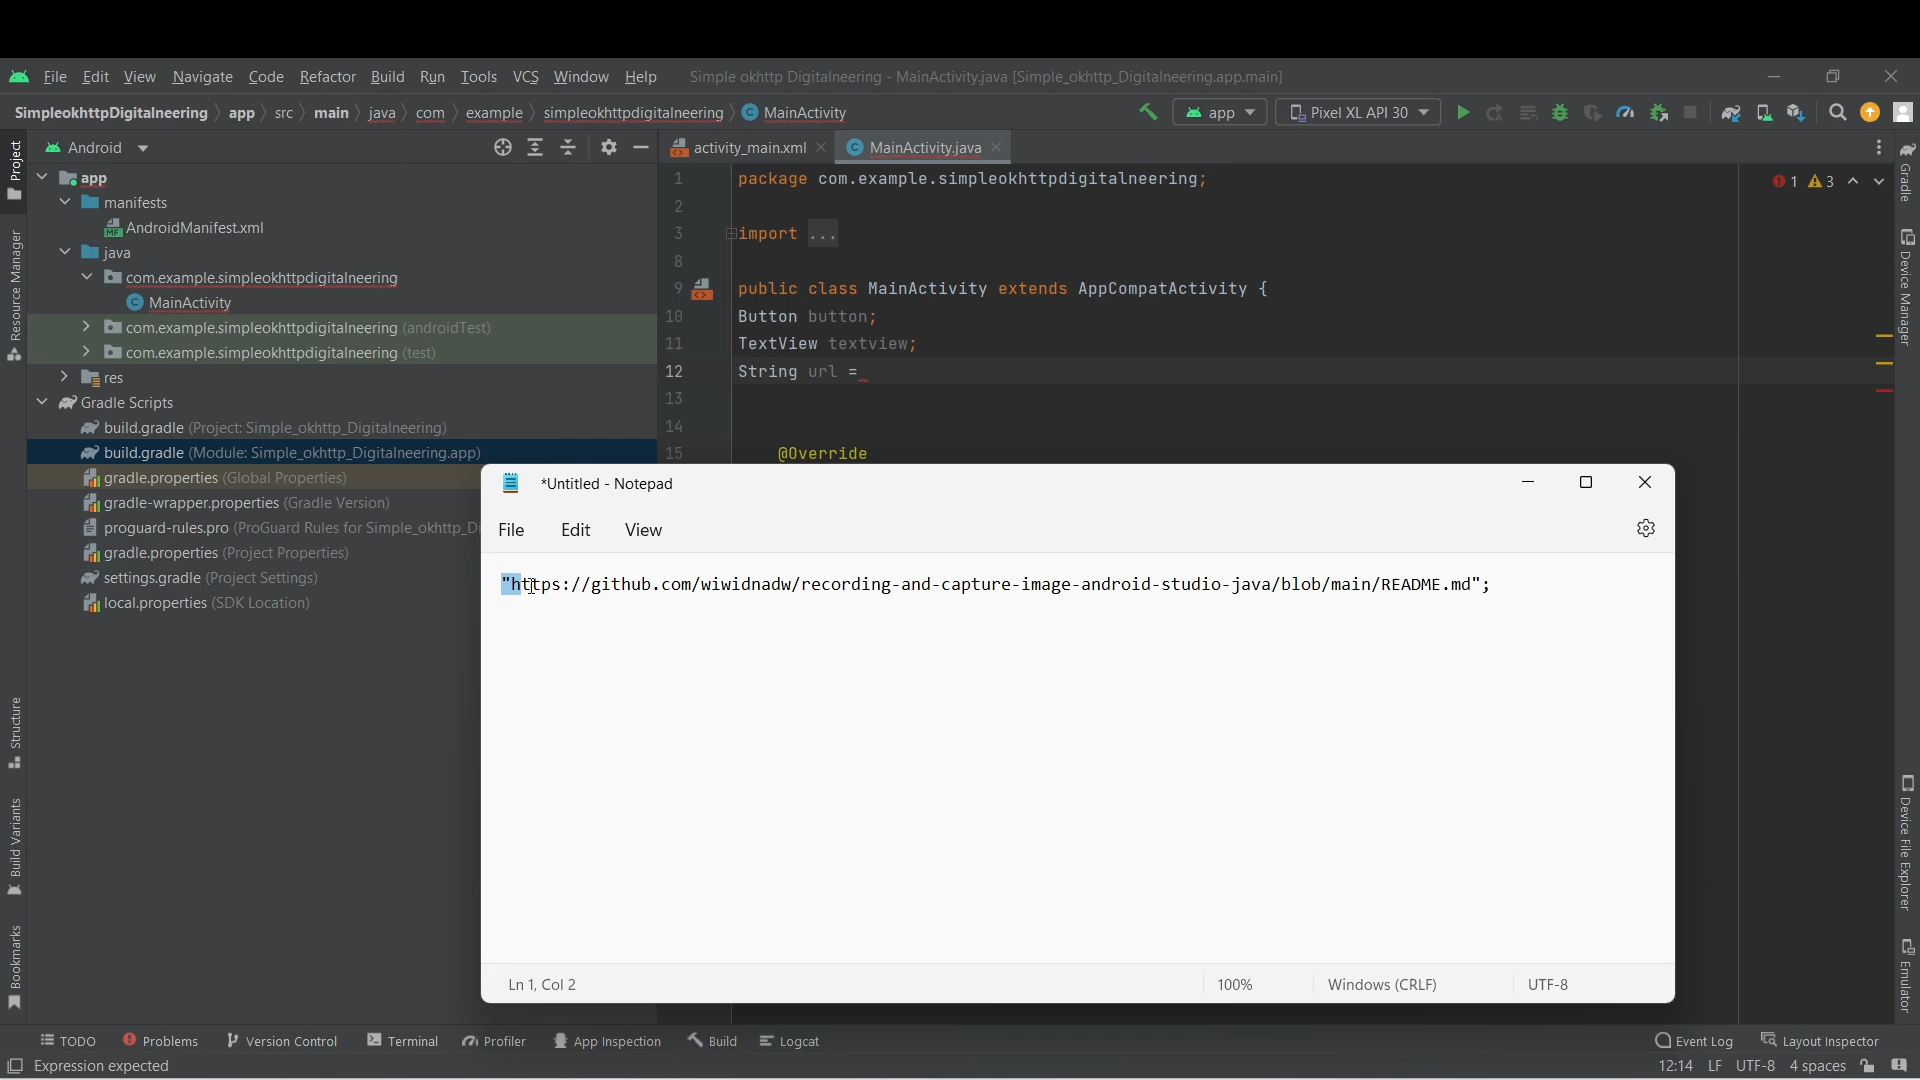 File Edit View Navigate Code Refactor Build Run Tools VCS Window Help Simple okhttp Digitalneering - MainActivity.java [Simple_okhttp_Digitalneering.app.main]
SimpleokhttpDigitalneering app src main java com example simpleokhttpdigitalneering C MainActivity app Pixel XL API 30
Project
Resource Manager
Structure
Build Variants
Bookmarks
Android
app
manifests
MF AndroidManifest.xml
java
com.example.simpleokhttpdigitalneering
C MainActivity
com.example.simpleokhttpdigitalneering (androidTest)
com.example.simpleokhttpdigitalneering (test)
res
Gradle Scripts
build.gradle (Project: Simple_okhttp_Digitalneering)
build.gradle (Module: Simple_okhttp_Digitalneering.app)
gradle.properties (Global Properties)
gradle-wrapper.properties (Gradle Version)
proguard-rules.pro (ProGuard Rules for Simple_okhttp_Di
gradle.properties (Project Properties)
settings.gradle (Project Settings)
local.properties (SDK Location)
activity_main.xml C MainActivity.java
1 package com.example.simpleokhttpdigitalneering; 1 3
2
3 import ...
8
9 public class MainActivity extends AppCompatActivity {
10 Button button;
11 TextView textview;
12 String url =
13
14
15 @Override
*Untitled - Notepad
File Edit View
"https://github.com/wiwidnadw/recording-and-capture-image-android-studio-java/blob/main/README.md";
Ln 1, Col 2 100% Windows (CRLF) UTF-8
Gradle
Device Manager
Device File Explorer
Emulator
TODO Problems Version Control Terminal Profiler App Inspection Build Logcat Event Log Layout Inspector
Expression expected 12:14 LF UTF-8 4 spaces